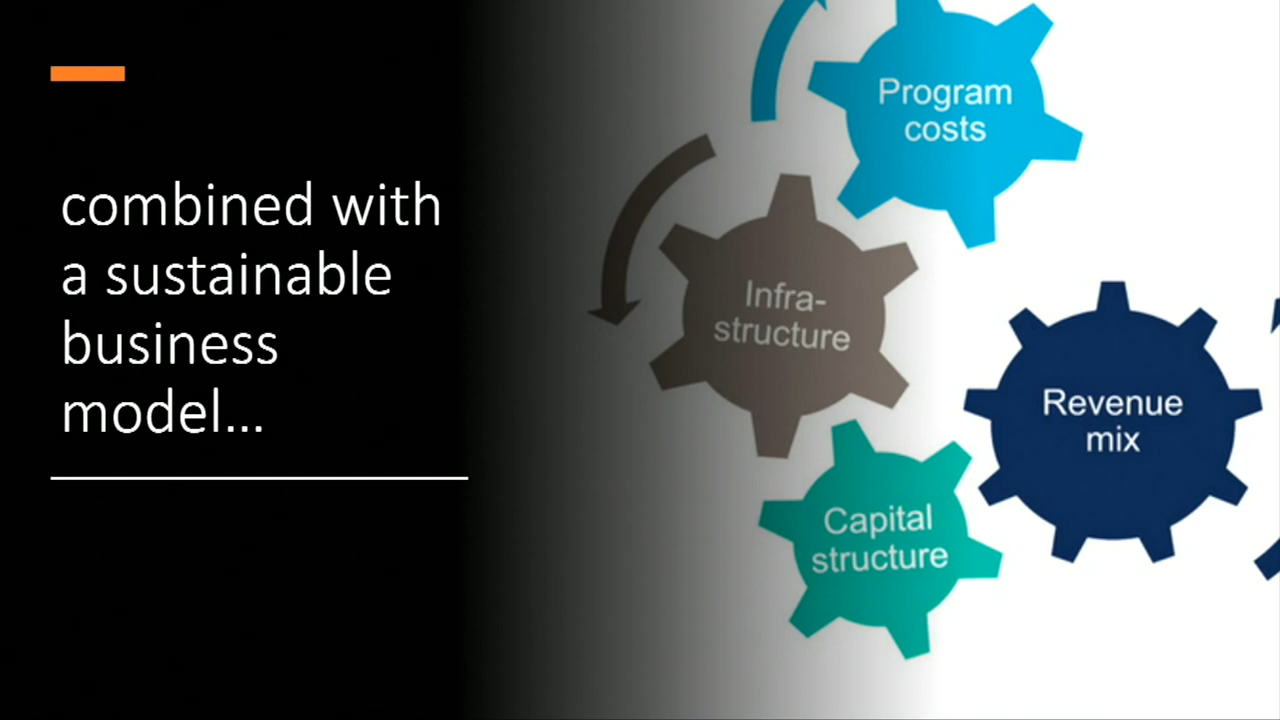 combined with
a sustainable
business
model...
Program
costs
Infra-
structure
Revenue
mix
Capital
structure